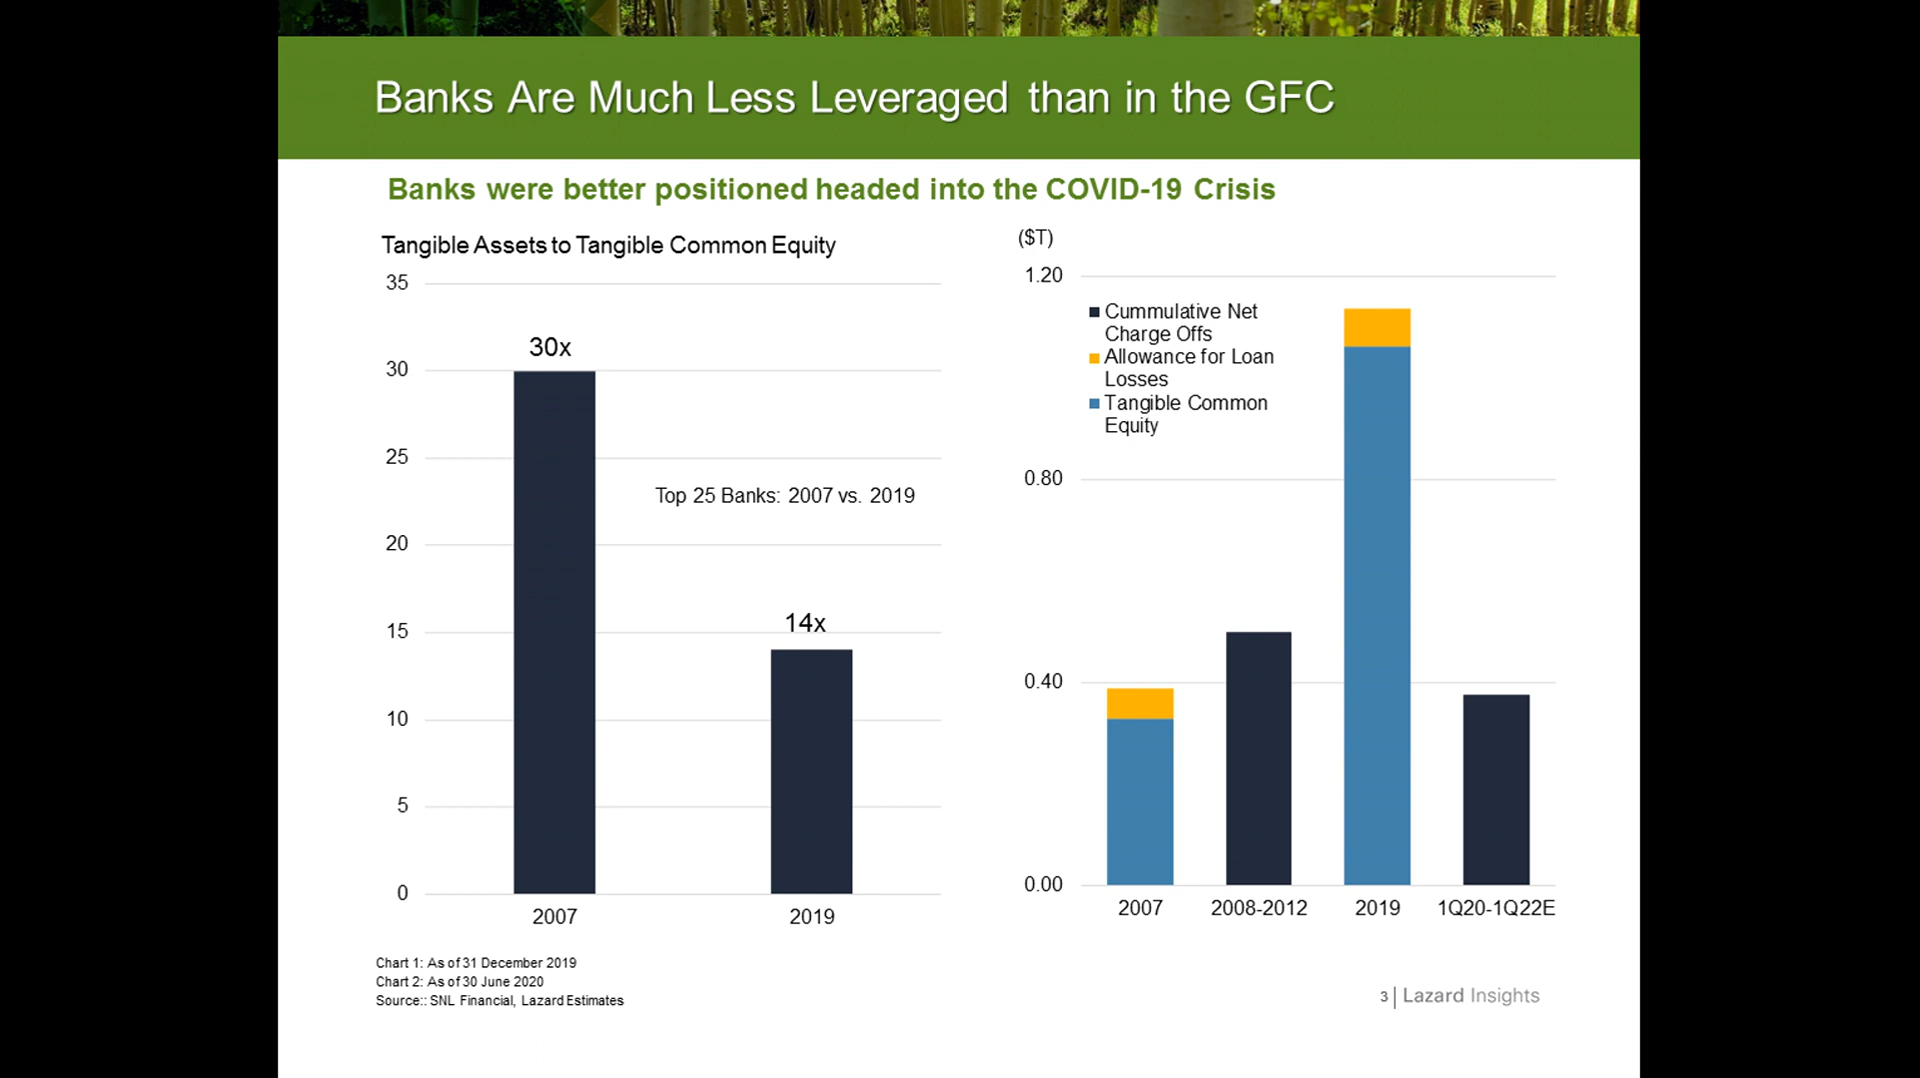 Banks Are Much Less Leveraged than in the GFC
Banks were better positioned headed into the COVID-19 Crisis
Tangible Assets to Tangible Common Equity
35
30
25
20
15
10
5
0
30x
14x
Top 25 Banks: 2007 vs. 2019
2007
2019
($T)
1.20
0.80
0.40
0.00
Cummulative Net
Charge Offs
Allowance for Loan
Losses
Tangible Common
Equity
2007
2008-2012
2019
1Q20-1Q22E
Chart 1: As of 31 December 2019
Chart 2: As of 30 June 2020
Source:: SNL Financial, Lazard Estimates
3 | Lazard Insights